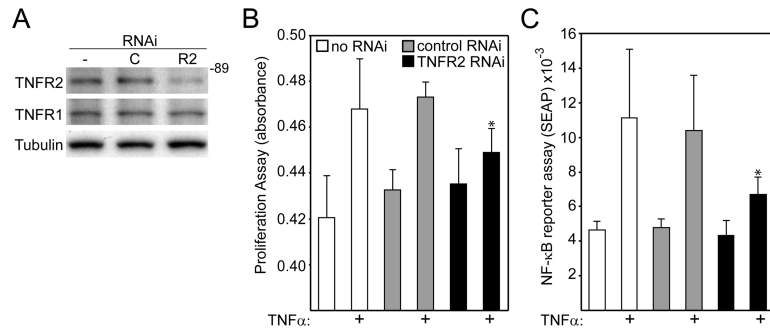 A
RNAi
- C R2
-89
TNFR2
TNFR1
Tubulin
B
no RNAi
control RNAi
TNFR2 RNAi
Proliferation Assay (absorbance)
0.50
0.48
0.46
0.44
0.42
0.40
*
TNFα: + + +
C
NF-κB reporter assay (SEAP) x10-3
16
14
12
10
8
6
4
2
*
TNFα: + + +